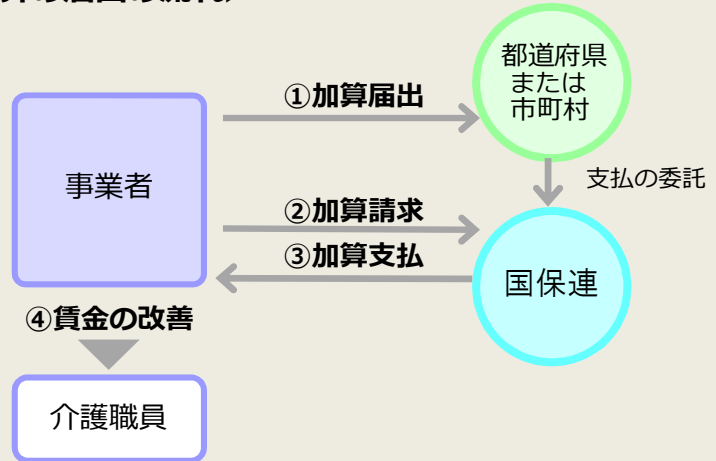 ①加算届出
都道府県
または
市町村
事業者
支払の委託
②加算請求
③加算支払
国保連
④賃金の改善
介護職員